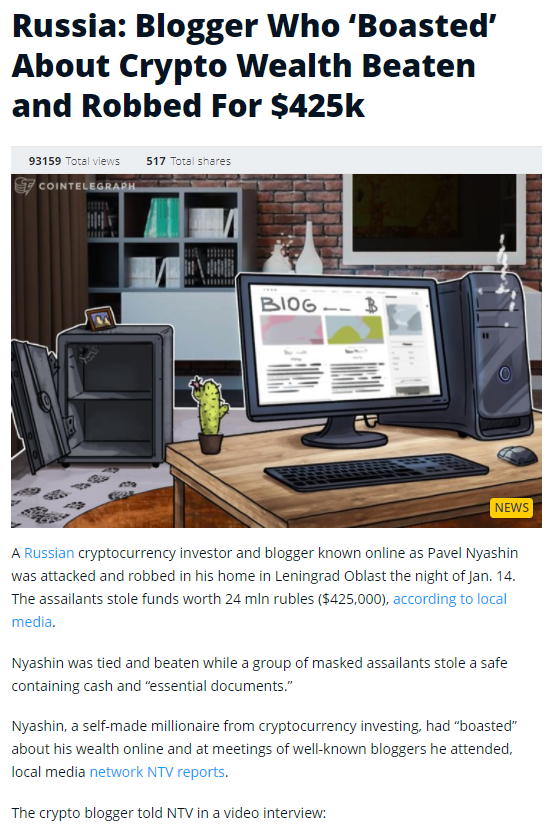 Russia: Blogger Who ‘Boasted’
About Crypto Wealth Beaten
and Robbed For $425k
93159 Total views 517 Total shares
COINTELEGRAPH
BlOG
NEWS
A Russian cryptocurrency investor and blogger known online as Pavel Nyashin
was attacked and robbed in his home in Leningrad Oblast the night of Jan. 14.
The assailants stole funds worth 24 mln rubles ($425,000), according to local
media.
Nyashin was tied and beaten while a group of masked assailants stole a safe
containing cash and “essential documents.”
Nyashin, a self-made millionaire from cryptocurrency investing, had “boasted”
about his wealth online and at meetings of well-known bloggers he attended,
local media network NTV reports.
The crypto blogger told NTV in a video interview: